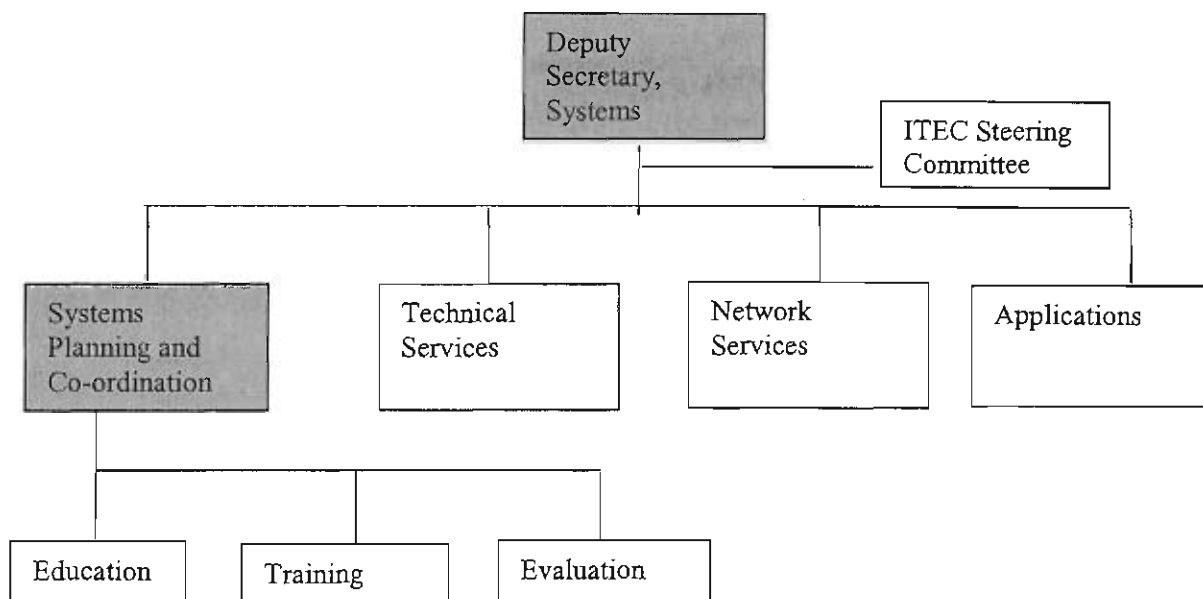 Deputy
Secretary,
Systems
ITEC Steering
Committee
Systems
Planning and
Co-ordination
Technical
Services
Network
Services
Applications
Education
Training
Evaluation